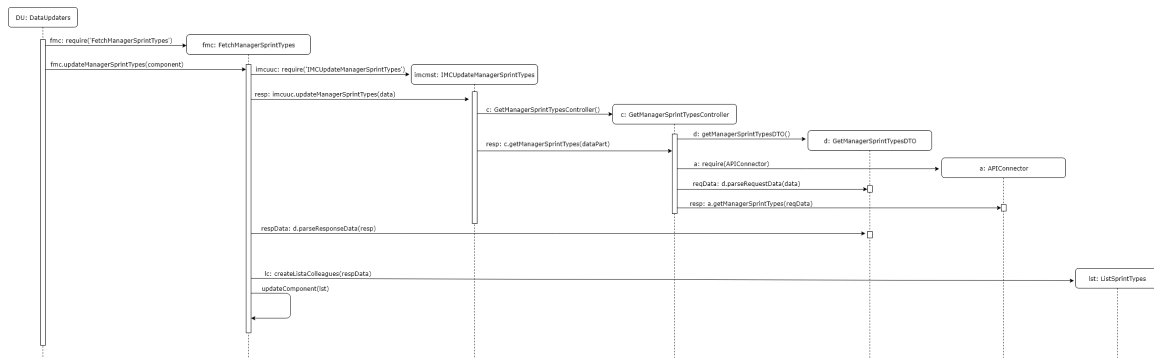 DU: DataUpdaters
fmc: require('FetchManagerSprintTypes')
fmc: FetchManagerSprintTypes
fmc.updateManagerSprintTypes(component)
imcuuc: require('IMCUpdateManagerSprintTypes')
imcmst: IMCUpdateManagerSprintTypes
resp: imcuuc.updateManagerSprintTypes(data)
c: GetManagerSprintTypesController()
c: GetManagerSprintTypesController
d: getManagerSprintTypesDTO()
d: GetManagerSprintTypesDTO
resp: c.getManagerSprintTypes(dataPart)
a: require(APIConnector)
a: APIConnector
reqData: d.parseRequestData(data)
resp: a.getManagerSprintTypes(reqData)
respData: d.parseResponseData(resp)
lc: createListaColleagues(respData)
lst: ListSprintTypes
updateComponent(lst)